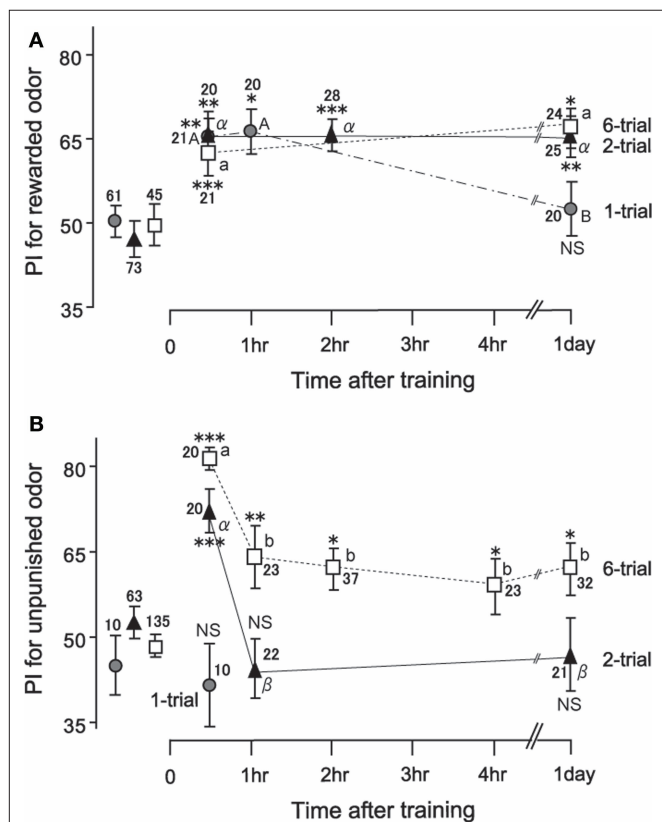 A
PI for rewarded odor
80
65
50
35
61
73
45
20
**
** α
21 A
a
***
21
20
*
A
28
***
α
*
24 a
25 α
**
20 B
NS
6-trial
2-trial
1-trial
0 1hr 2hr 3hr 4hr 1day
Time after training
B
PI for unpunished odor
80
65
50
35
10
63
135
***
20 a
20 α
***
NS
10
1-trial
**
b
23
NS
22
β
*
b
37
*
b
23
*
b
32
6-trial
21 β
NS
2-trial
0 1hr 2hr 3hr 4hr 1day
Time after training